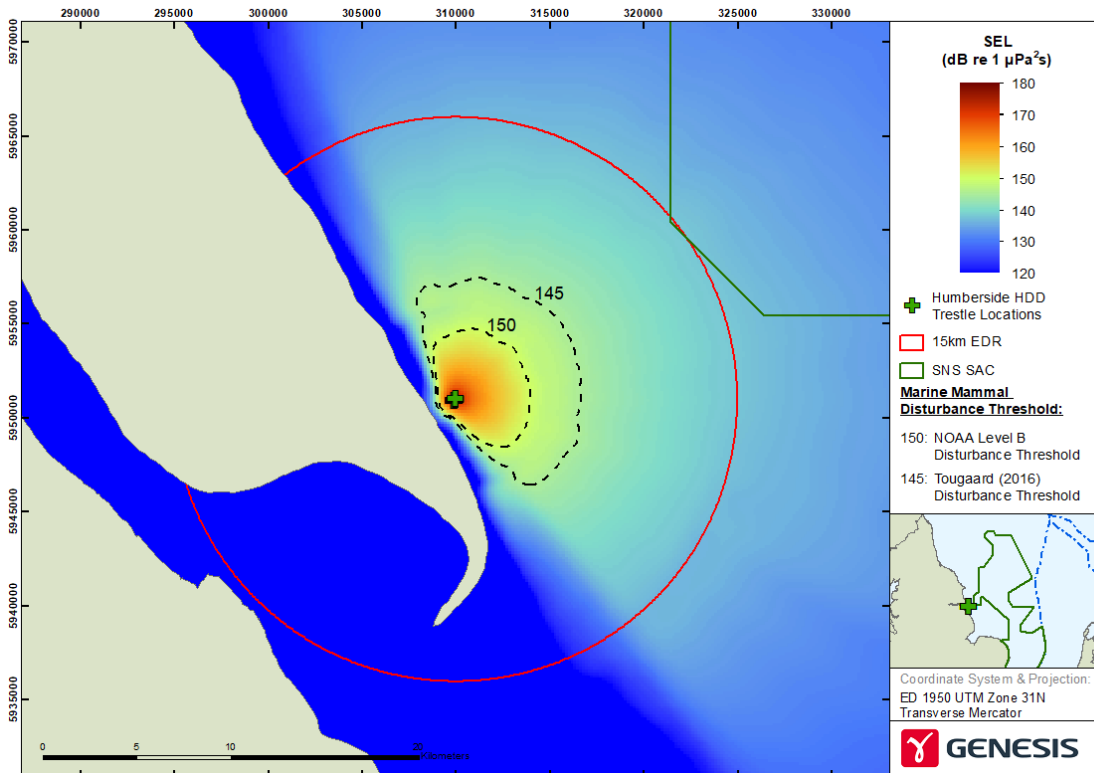 290000 295000 300000 305000 310000 315000 320000 325000 330000
5970000
5965000
5960000
5955000
5950000
5945000
5940000
5935000
145
150
0 5 10 20
Kilometers
SEL
(dB re 1 µPa²s)
180
170
160
150
140
130
120
Humberside HDD
Trestle Locations
15km EDR
SNS SAC
Marine Mammal
Disturbance Threshold:
150: NOAA Level B
Disturbance Threshold
145: Tougaard (2016)
Disturbance Threshold
Coordinate System & Projection:
ED 1950 UTM Zone 31N
Transverse Mercator
GENESIS